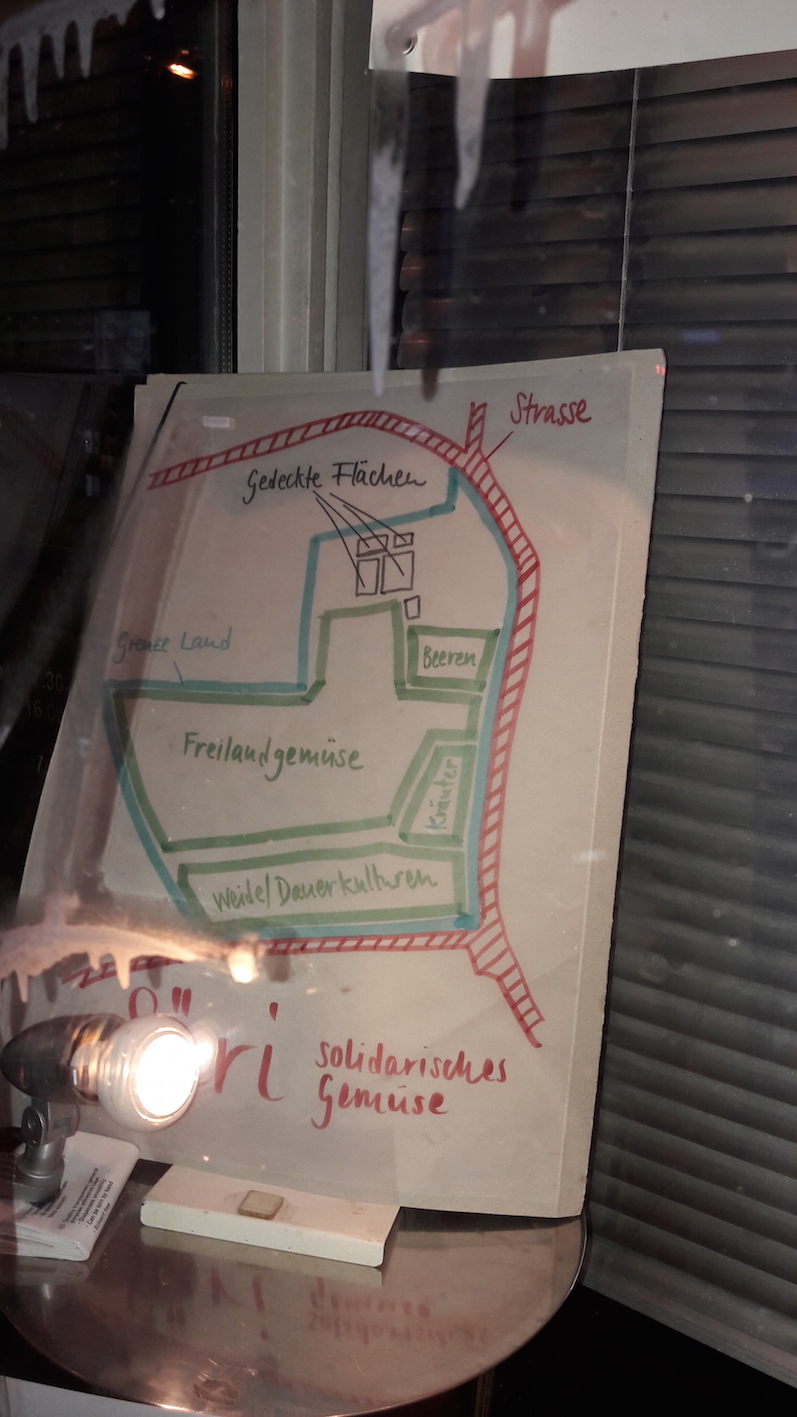 Strasse
Gedeckte Flächen
Grenze Land
Beeren
Freilandgemüse
Kräuter
Weide/Dauerkulturen
solidarisches
Gemüse